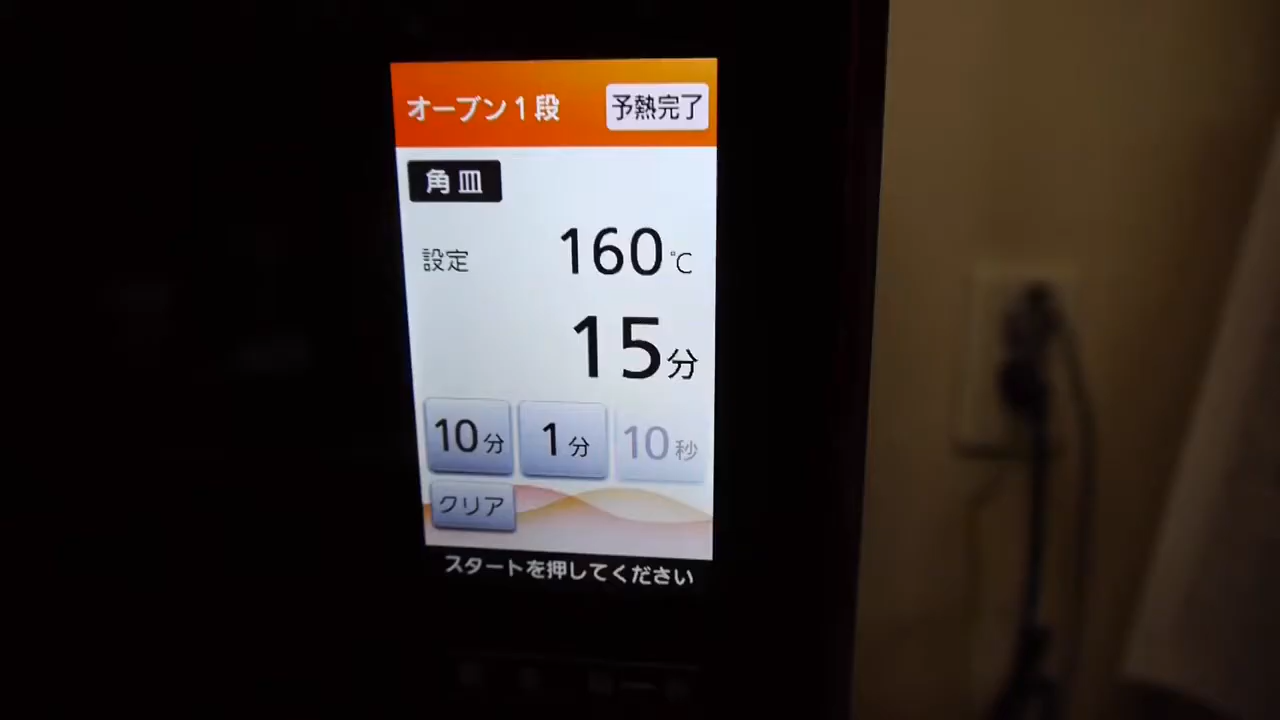 オーブン1段 予熱完了
角皿
設定 160℃
15分
10分 1分 10秒
クリア
スタートを押してください